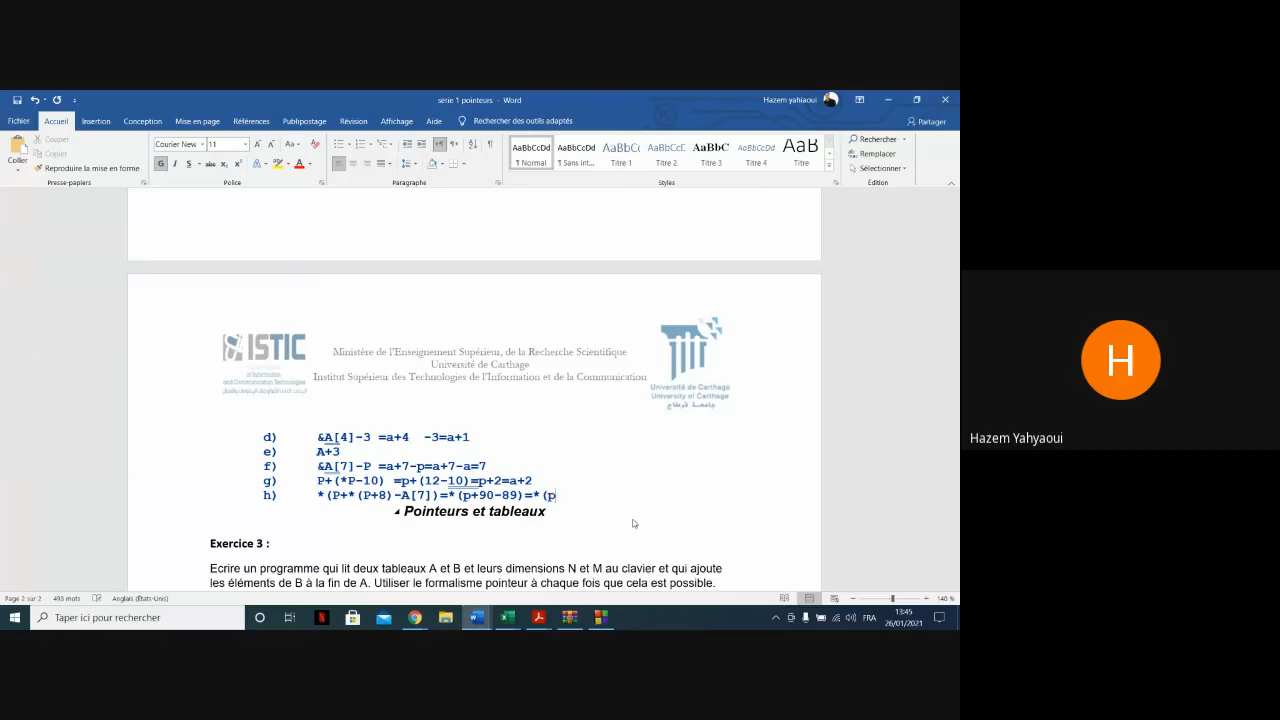 serie 1 pointeurs - Word
Hazem yahiaoui
Fichier Accueil Insertion Conception Mise en page Références Publipostage Révision Affichage Aide Rechercher des outils adaptés Partager
Coller
Couper
Copier
Reproduire la mise en forme
Presse-papiers
Courier New 11
Police
Paragraphe
AaBbCcDd AaBbCcDd AaBbCc AaBbCcC AaBbC AaBbCcDd AaB
¶ Normal ¶ Sans int... Titre 1 Titre 2 Titre 3 Titre 4 Titre
Styles
Rechercher
Remplacer
Sélectionner
Édition
ISTIC
Ministère de l'Enseignement Supérieur, de la Recherche Scientifique
Université de Carthage
Institut Supérieur des Technologies de l'Information et de la Communication
Université de Carthage
University of Carthage
جامعة قرطاج
d) &A[4]-3 =a+4 -3=a+1
e) A+3
f) &A[7]-P =a+7-p=a+7-a=7
g) P+(*P-10) =p+(12-10)=p+2=a+2
h) *(P+*(P+8)-A[7])=*(p+90-89)=*(p
Pointeurs et tableaux
Exercice 3 :
Ecrire un programme qui lit deux tableaux A et B et leurs dimensions N et M au clavier et qui ajoute
les éléments de B à la fin de A. Utiliser le formalisme pointeur à chaque fois que cela est possible.
Page 2 sur 2 493 mots Anglais (États-Unis) 140 %
Taper ici pour rechercher
FRA
13:45
26/01/2021
H
Hazem Yahyaoui